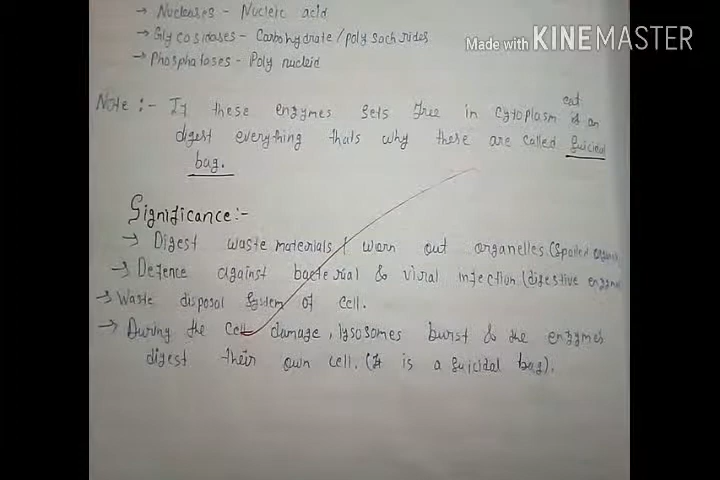 → Nucleases - Nucleic acid
→ Glycosidases - Carbohydrate/poly sach rides
→ Phosphatases - Poly nucleid
Made with KINEMASTER
Note :- If these enzymes gets free in cytoplasm cat
digest everything thats why these are called suicidal
bag.
Significance:-
→ Digest waste materials & worn out organelles. (Spoiled
→ Defence against bacterial & viral infection (digestive
→ Waste disposal system of cell.
→ During the cell damage, lysosomes burst & the enzymes
digest their own cell. (It is a suicidal bag).